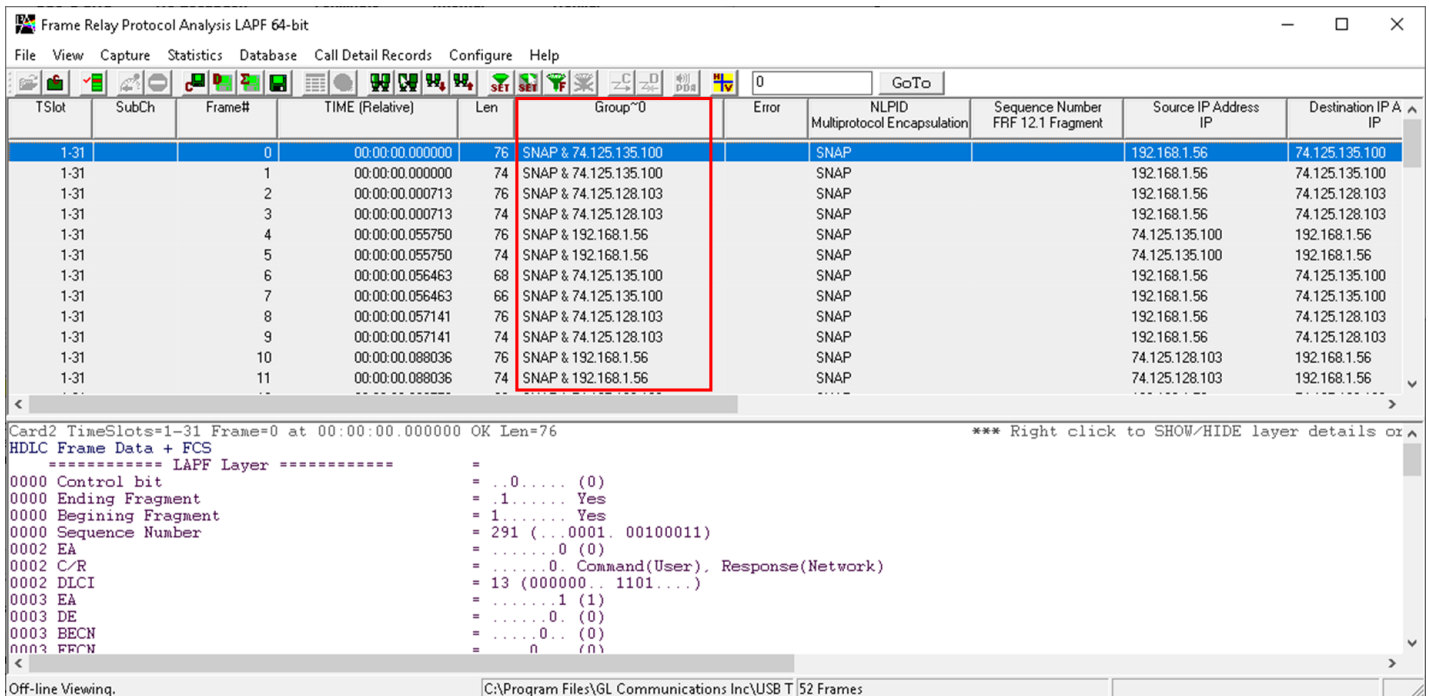 Frame Relay Protocol Analysis LAPF 64-bit
File View Capture Statistics Database Call Detail Records Configure Help
0 GoTo
TSlot SubCh Frame# TIME (Relative) Len Group~0 Error NLPID Multiprotocol Encapsulation Sequence Number FRF 12.1 Fragment Source IP Address IP Destination IP A IP
1-31 0 00:00:00.000000 76 SNAP & 74.125.135.100 SNAP 192.168.1.56 74.125.135.100
1-31 1 00:00:00.000000 74 SNAP & 74.125.135.100 SNAP 192.168.1.56 74.125.135.100
1-31 2 00:00:00.000713 76 SNAP & 74.125.128.103 SNAP 192.168.1.56 74.125.128.103
1-31 3 00:00:00.000713 74 SNAP & 74.125.128.103 SNAP 192.168.1.56 74.125.128.103
1-31 4 00:00:00.055750 76 SNAP & 192.168.1.56 SNAP 74.125.135.100 192.168.1.56
1-31 5 00:00:00.055750 74 SNAP & 192.168.1.56 SNAP 74.125.135.100 192.168.1.56
1-31 6 00:00:00.056463 68 SNAP & 74.125.135.100 SNAP 192.168.1.56 74.125.135.100
1-31 7 00:00:00.056463 66 SNAP & 74.125.135.100 SNAP 192.168.1.56 74.125.135.100
1-31 8 00:00:00.057141 76 SNAP & 74.125.128.103 SNAP 192.168.1.56 74.125.128.103
1-31 9 00:00:00.057141 74 SNAP & 74.125.128.103 SNAP 192.168.1.56 74.125.128.103
1-31 10 00:00:00.088036 76 SNAP & 192.168.1.56 SNAP 74.125.128.103 192.168.1.56
1-31 11 00:00:00.088036 74 SNAP & 192.168.1.56 SNAP 74.125.128.103 192.168.1.56
Card2 TimeSlots=1-31 Frame=0 at 00:00:00.000000 OK Len=76 *** Right click to SHOW/HIDE layer details or
HDLC Frame Data + FCS
============ LAPF Layer ============ =
0000 Control bit = ..0..... (0)
0000 Ending Fragment = .1...... Yes
0000 Begining Fragment = 1....... Yes
0000 Sequence Number = 291 (...0001. 00100011)
0002 EA = .......0 (0)
0002 C/R = ......0. Command(User), Response(Network)
0002 DLCI = 13 (000000.. 1101....)
0003 EA = .......1 (1)
0003 DE = ......0. (0)
0003 BECN = .....0.. (0)
0003 FECN = ....0... (0)
Off-line Viewing. C:\Program Files\GL Communications Inc\USB T 52 Frames